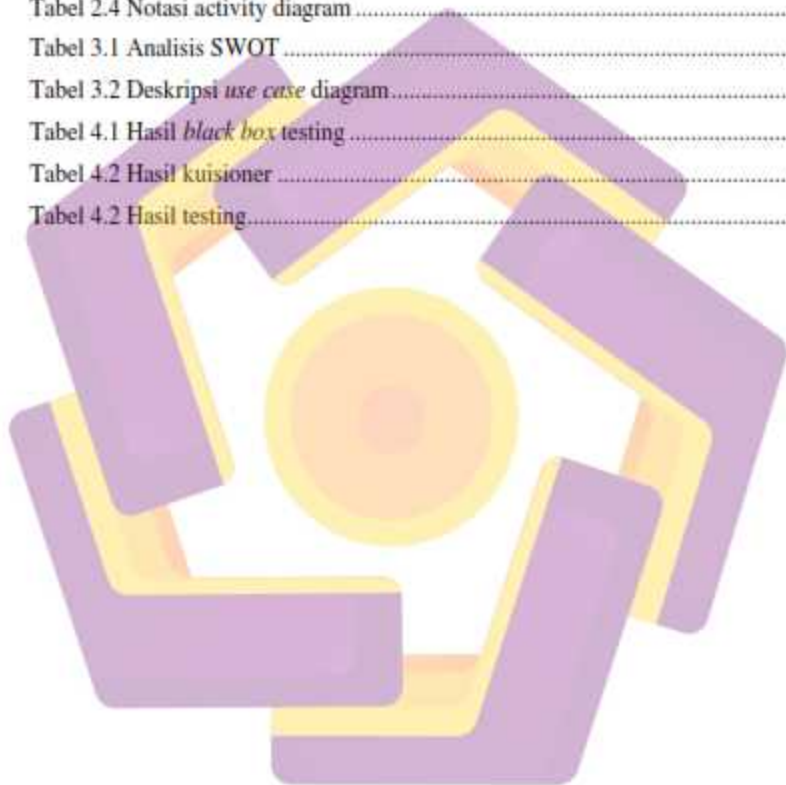 Tabel 2.4 Notasi activity diagram........................................................................
Tabel 3.1 Analisis SWOT........................................................................
Tabel 3.2 Deskripsi use case diagram........................................................................
Tabel 4.1 Hasil black box testing........................................................................
Tabel 4.2 Hasil kuisioner........................................................................
Tabel 4.2 Hasil testing........................................................................